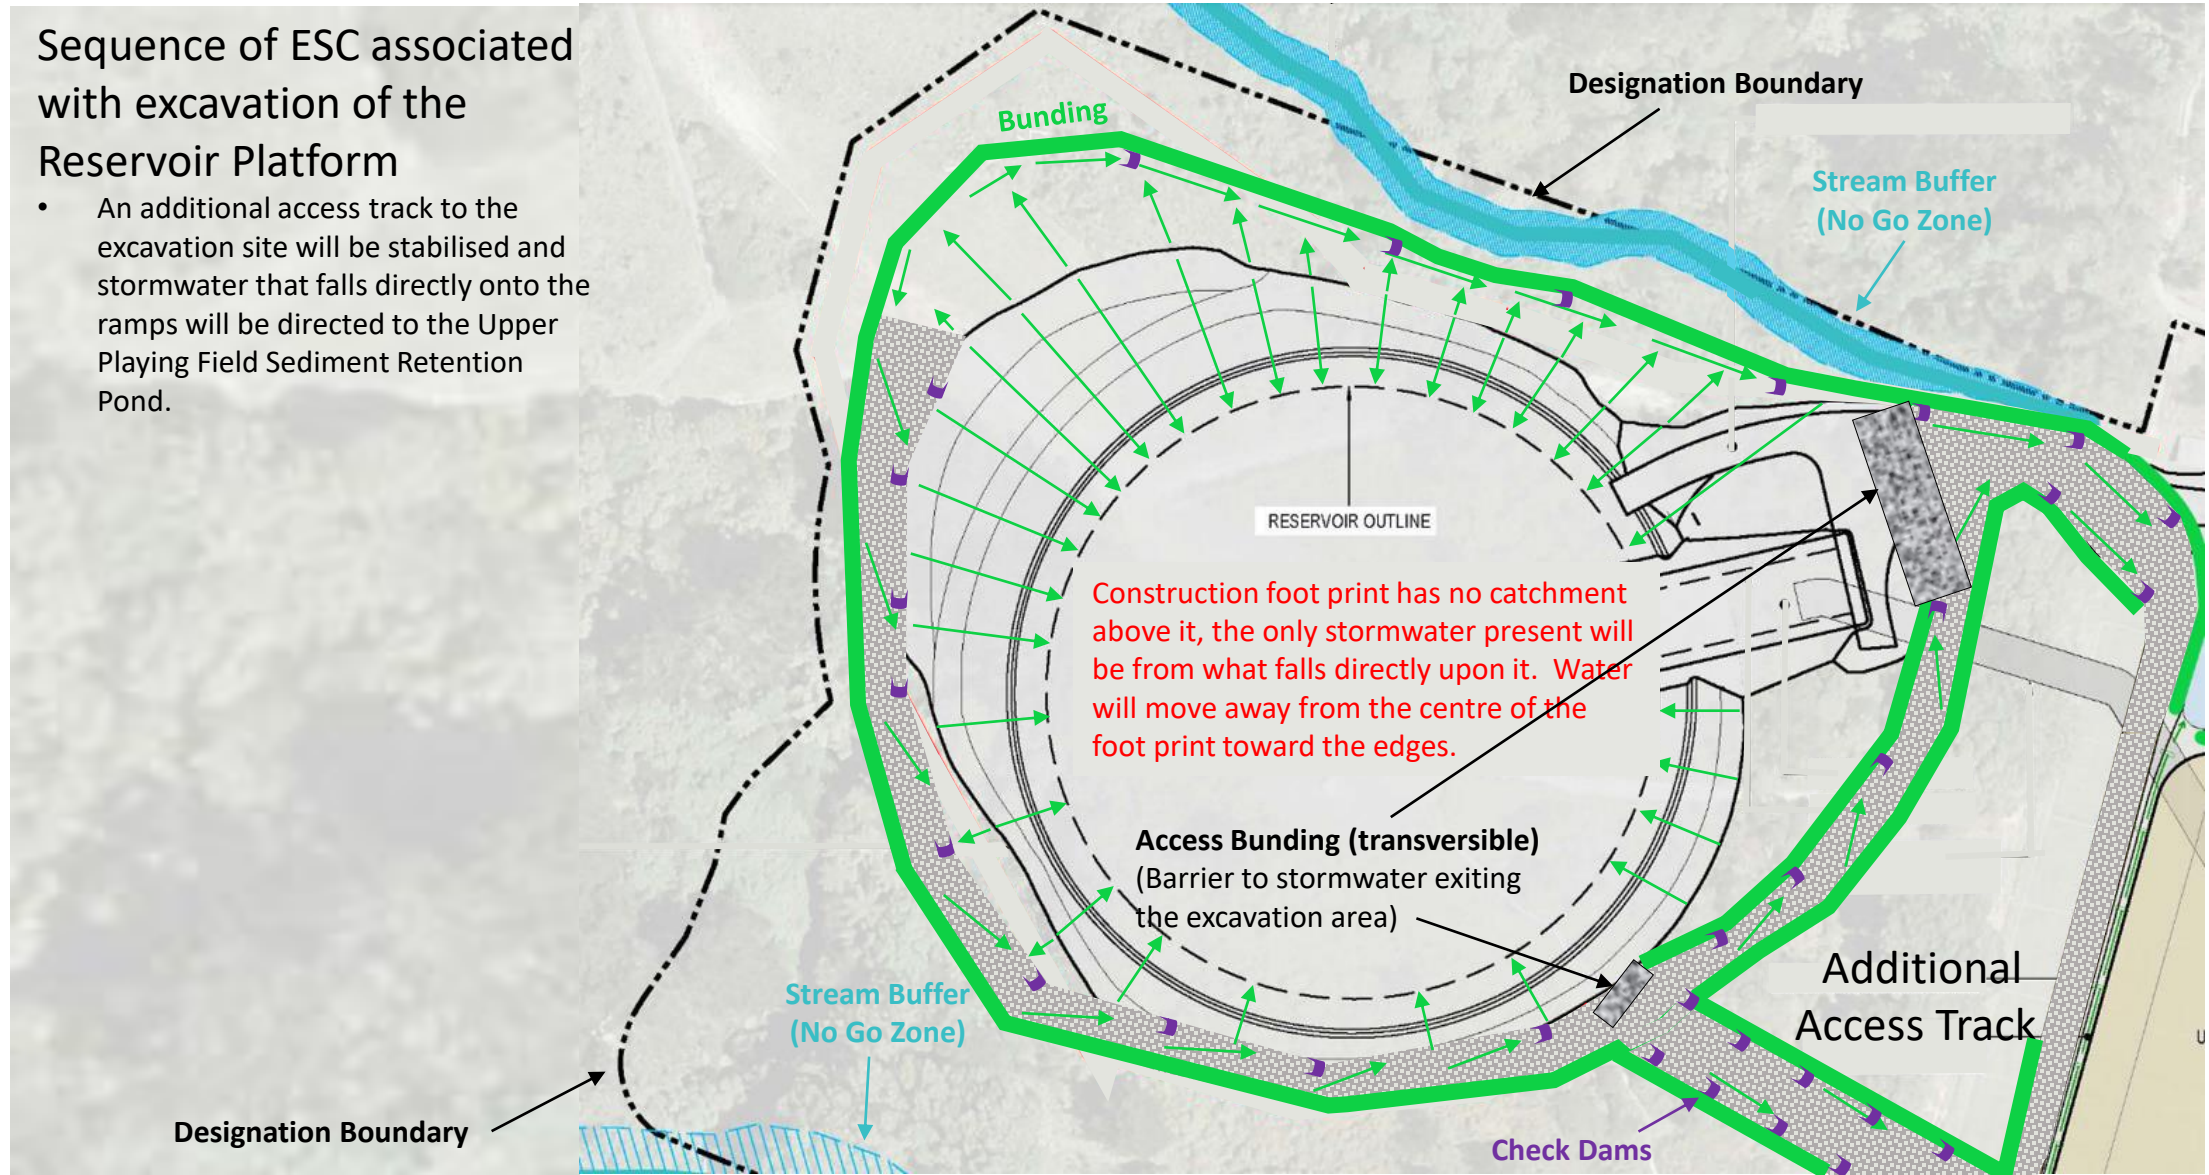 Sequence of ESC associated
with excavation of the
Reservoir Platform
• An additional access track to the
excavation site will be stabilised and
stormwater that falls directly onto the
ramps will be directed to the Upper
Playing Field Sediment Retention
Pond.
Bunding
Designation Boundary
Stream Buffer
(No Go Zone)
RESERVOIR OUTLINE
Construction foot print has no catchment
above it, the only stormwater present will
be from what falls directly upon it.  Water
will move away from the centre of the
foot print toward the edges.
Access Bunding (transversible)
(Barrier to stormwater exiting
the excavation area)
Additional
Access Track
Stream Buffer
(No Go Zone)
Designation Boundary
Check Dams